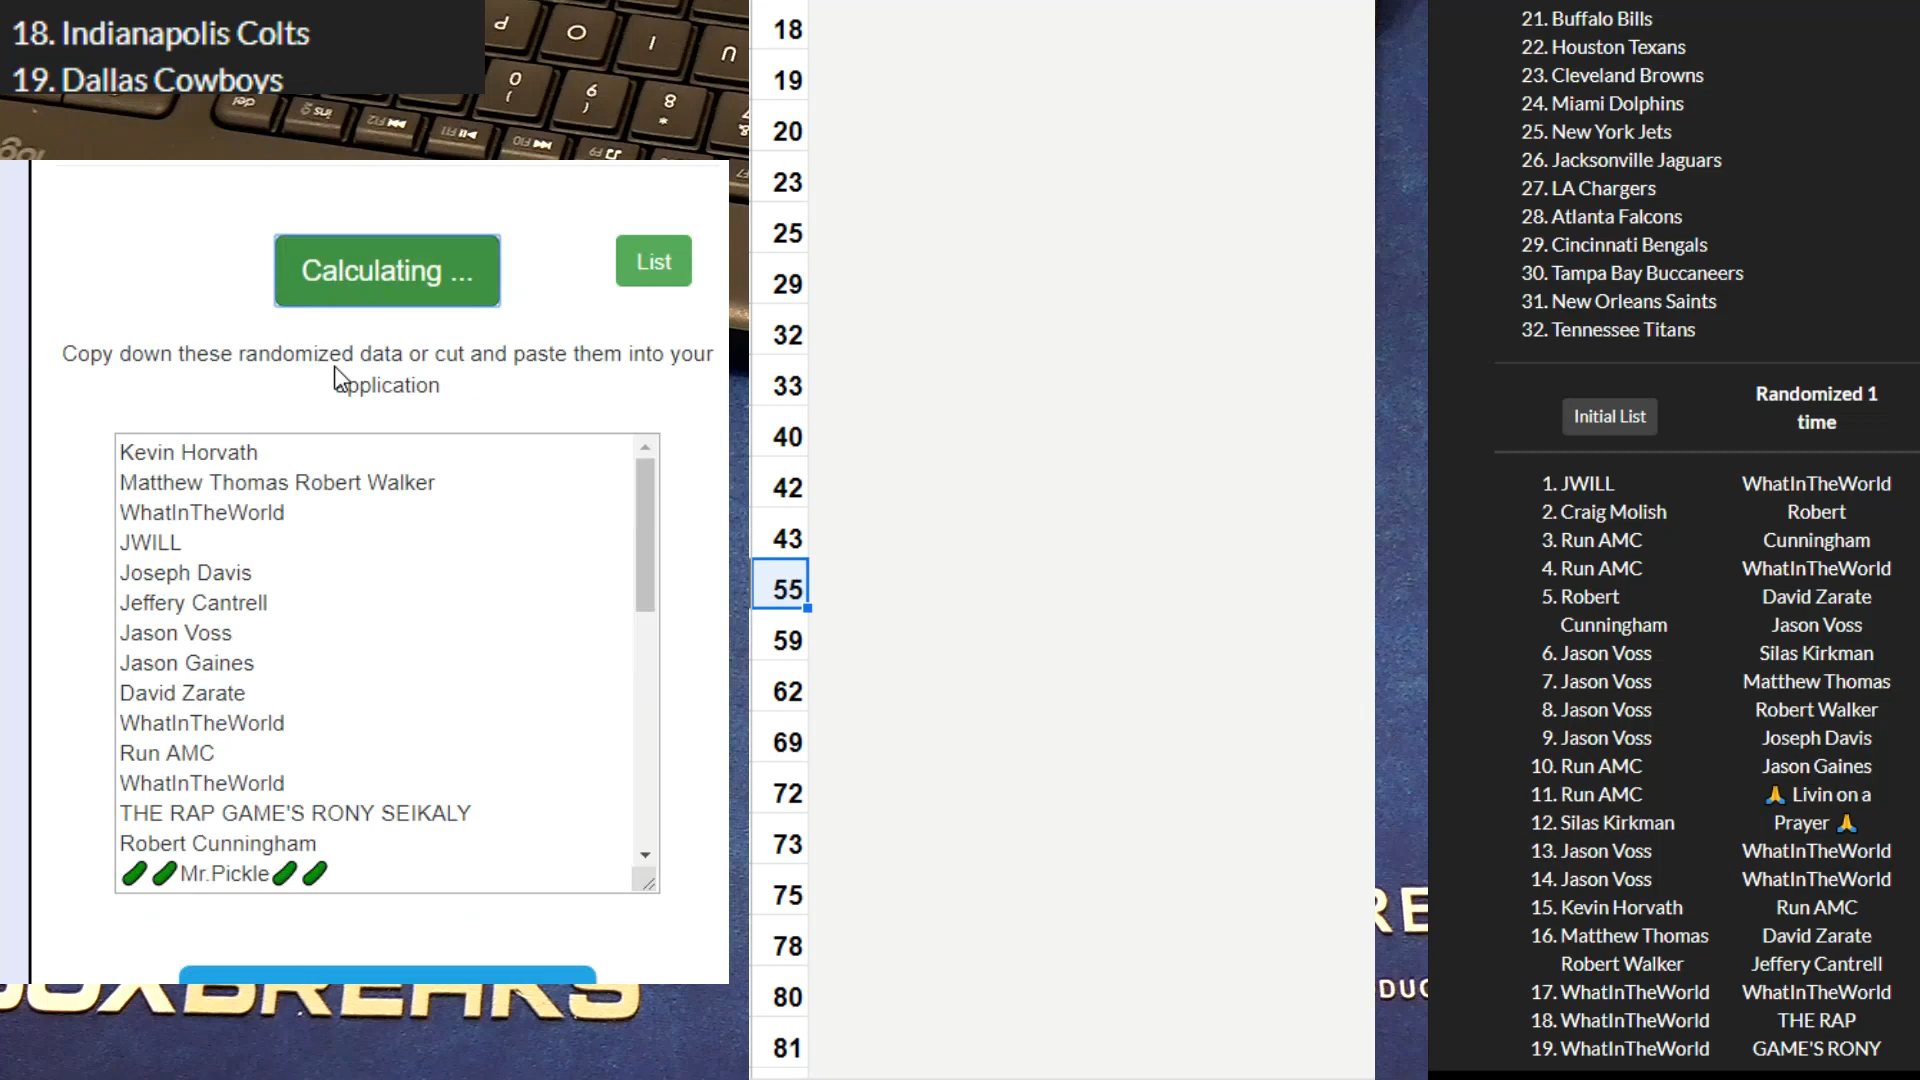 18. Indianapolis Colts
19. Dallas Cowboys
Calculating ...
List
Copy down these randomized data or cut and paste them into your
application
Kevin Horvath
Matthew Thomas Robert Walker
WhatInTheWorld
JWILL
Joseph Davis
Jeffery Cantrell
Jason Voss
Jason Gaines
David Zarate
WhatInTheWorld
Run AMC
WhatInTheWorld
THE RAP GAME'S RONY SEIKALY
Robert Cunningham
🥒🥒Mr.Pickle🥒🥒
18
19
20
23
25
29
32
33
40
42
43
55
59
62
69
72
73
75
78
80
81
21. Buffalo Bills
22. Houston Texans
23. Cleveland Browns
24. Miami Dolphins
25. New York Jets
26. Jacksonville Jaguars
27. LA Chargers
28. Atlanta Falcons
29. Cincinnati Bengals
30. Tampa Bay Buccaneers
31. New Orleans Saints
32. Tennessee Titans
Initial List
1. JWILL
2. Craig Molish
3. Run AMC
4. Run AMC
5. Robert
Cunningham
6. Jason Voss
7. Jason Voss
8. Jason Voss
9. Jason Voss
10. Run AMC
11. Run AMC
12. Silas Kirkman
13. Jason Voss
14. Jason Voss
15. Kevin Horvath
16. Matthew Thomas
Robert Walker
17. WhatInTheWorld
18. WhatInTheWorld
19. WhatInTheWorld
Randomized 1
time
WhatInTheWorld
Robert
Cunningham
WhatInTheWorld
David Zarate
Jason Voss
Silas Kirkman
Matthew Thomas
Robert Walker
Joseph Davis
Jason Gaines
🙏 Livin on a
Prayer 🙏
WhatInTheWorld
WhatInTheWorld
Run AMC
David Zarate
Jeffery Cantrell
WhatInTheWorld
THE RAP
GAME'S RONY